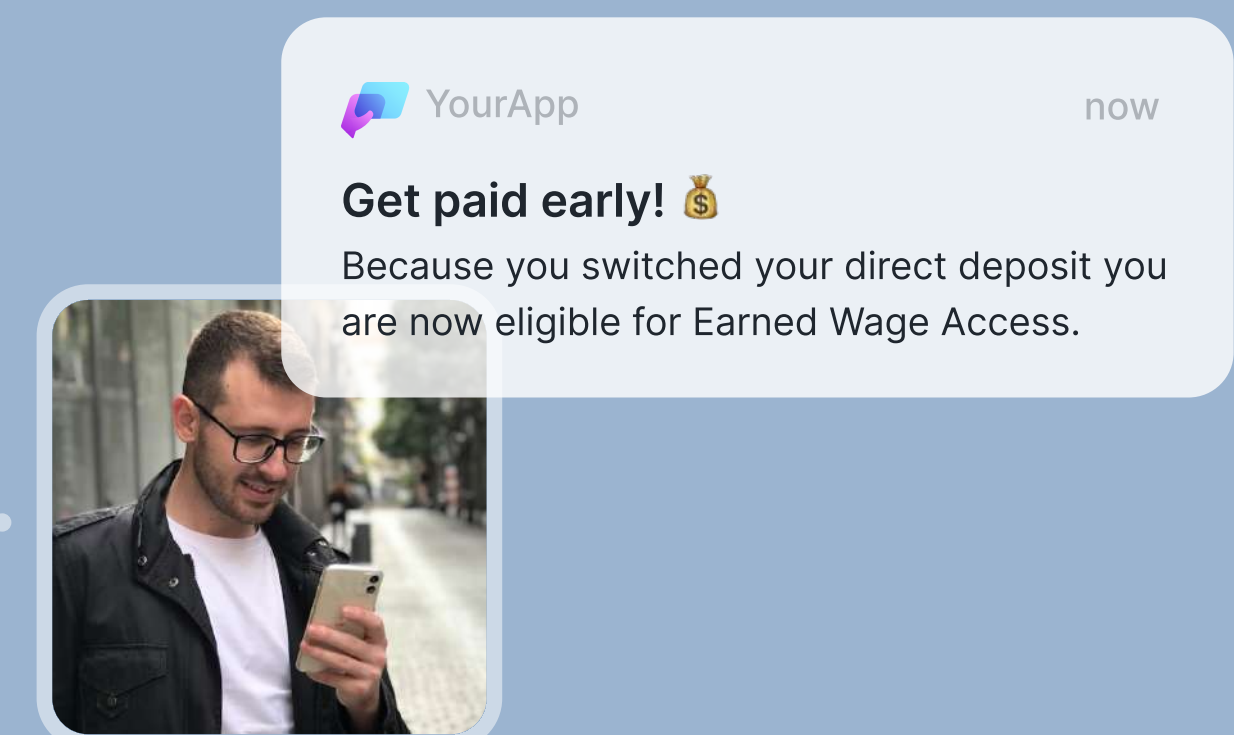 YourApp now
Get paid early! 💰
Because you switched your direct deposit you
are now eligible for Earned Wage Access.